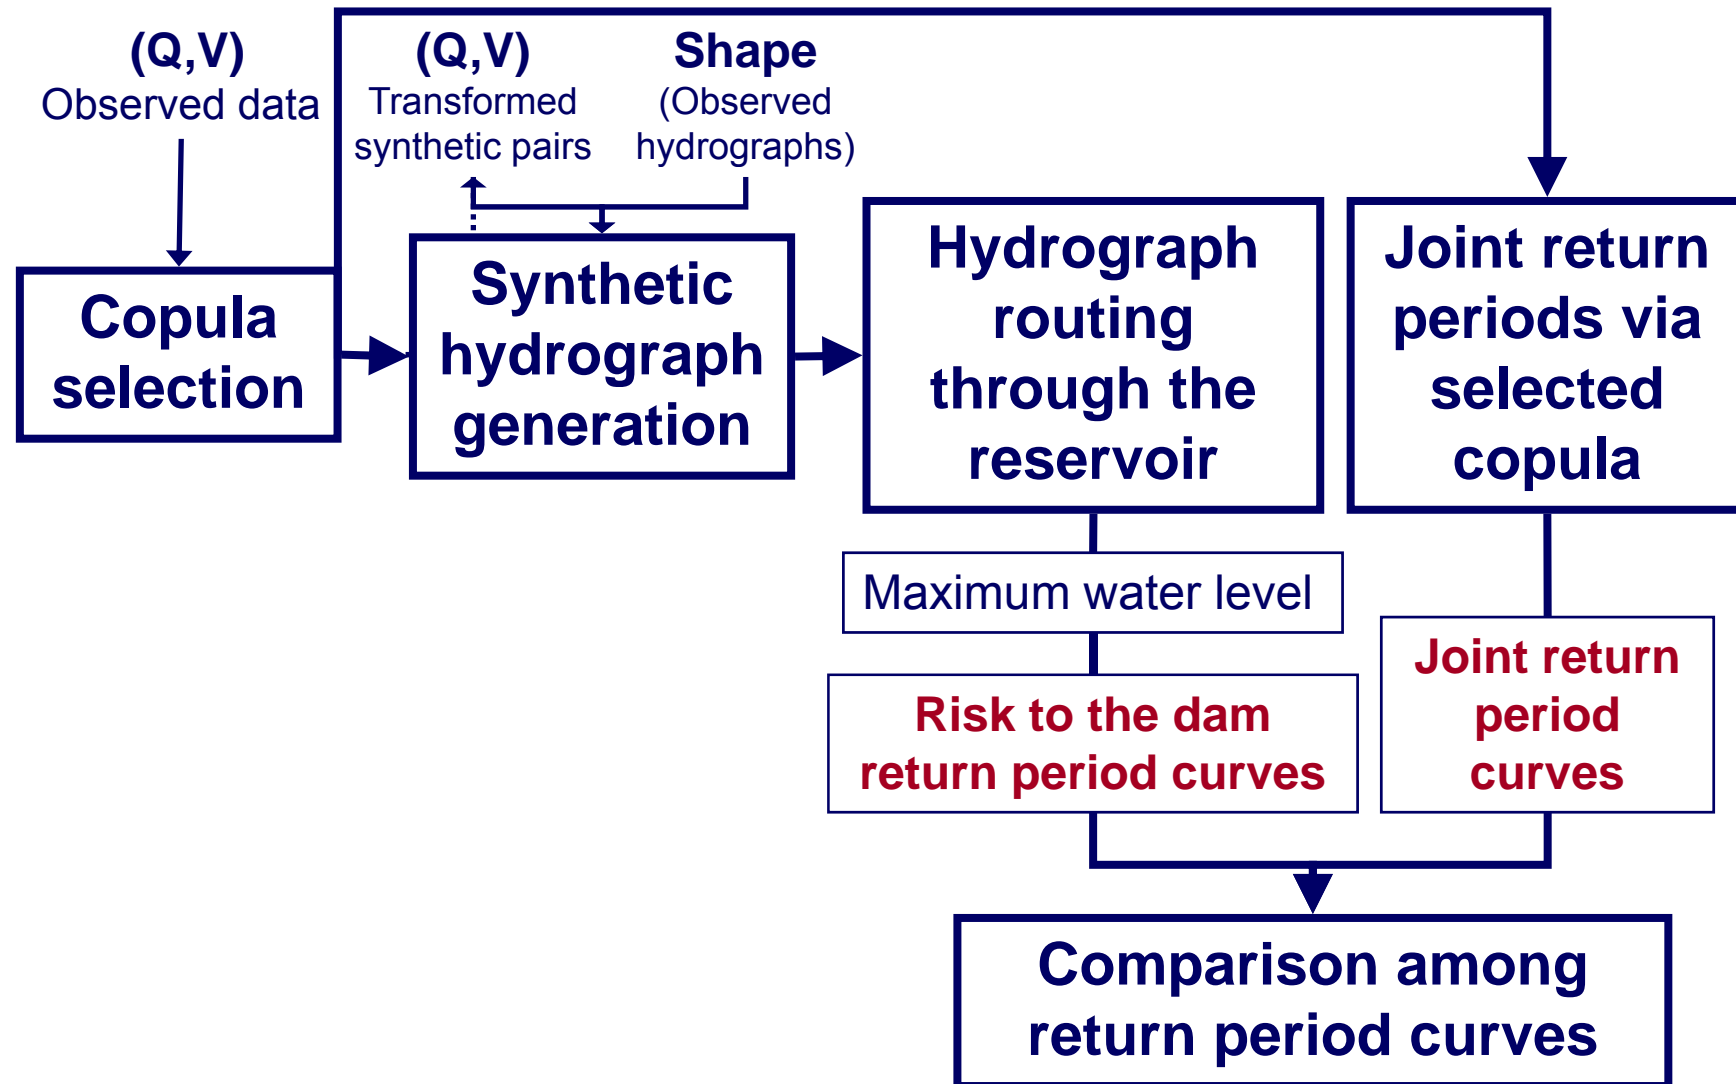 (Q,V)
Observed data
(Q,V)
Transformed
synthetic pairs
Shape
(Observed
hydrographs)
Copula
selection
Synthetic
hydrograph
generation
Hydrograph
routing
through the
reservoir
Joint return
periods via
selected
copula
Maximum water level
Risk to the dam
return period curves
Joint return
period
curves
Comparison among
return period curves